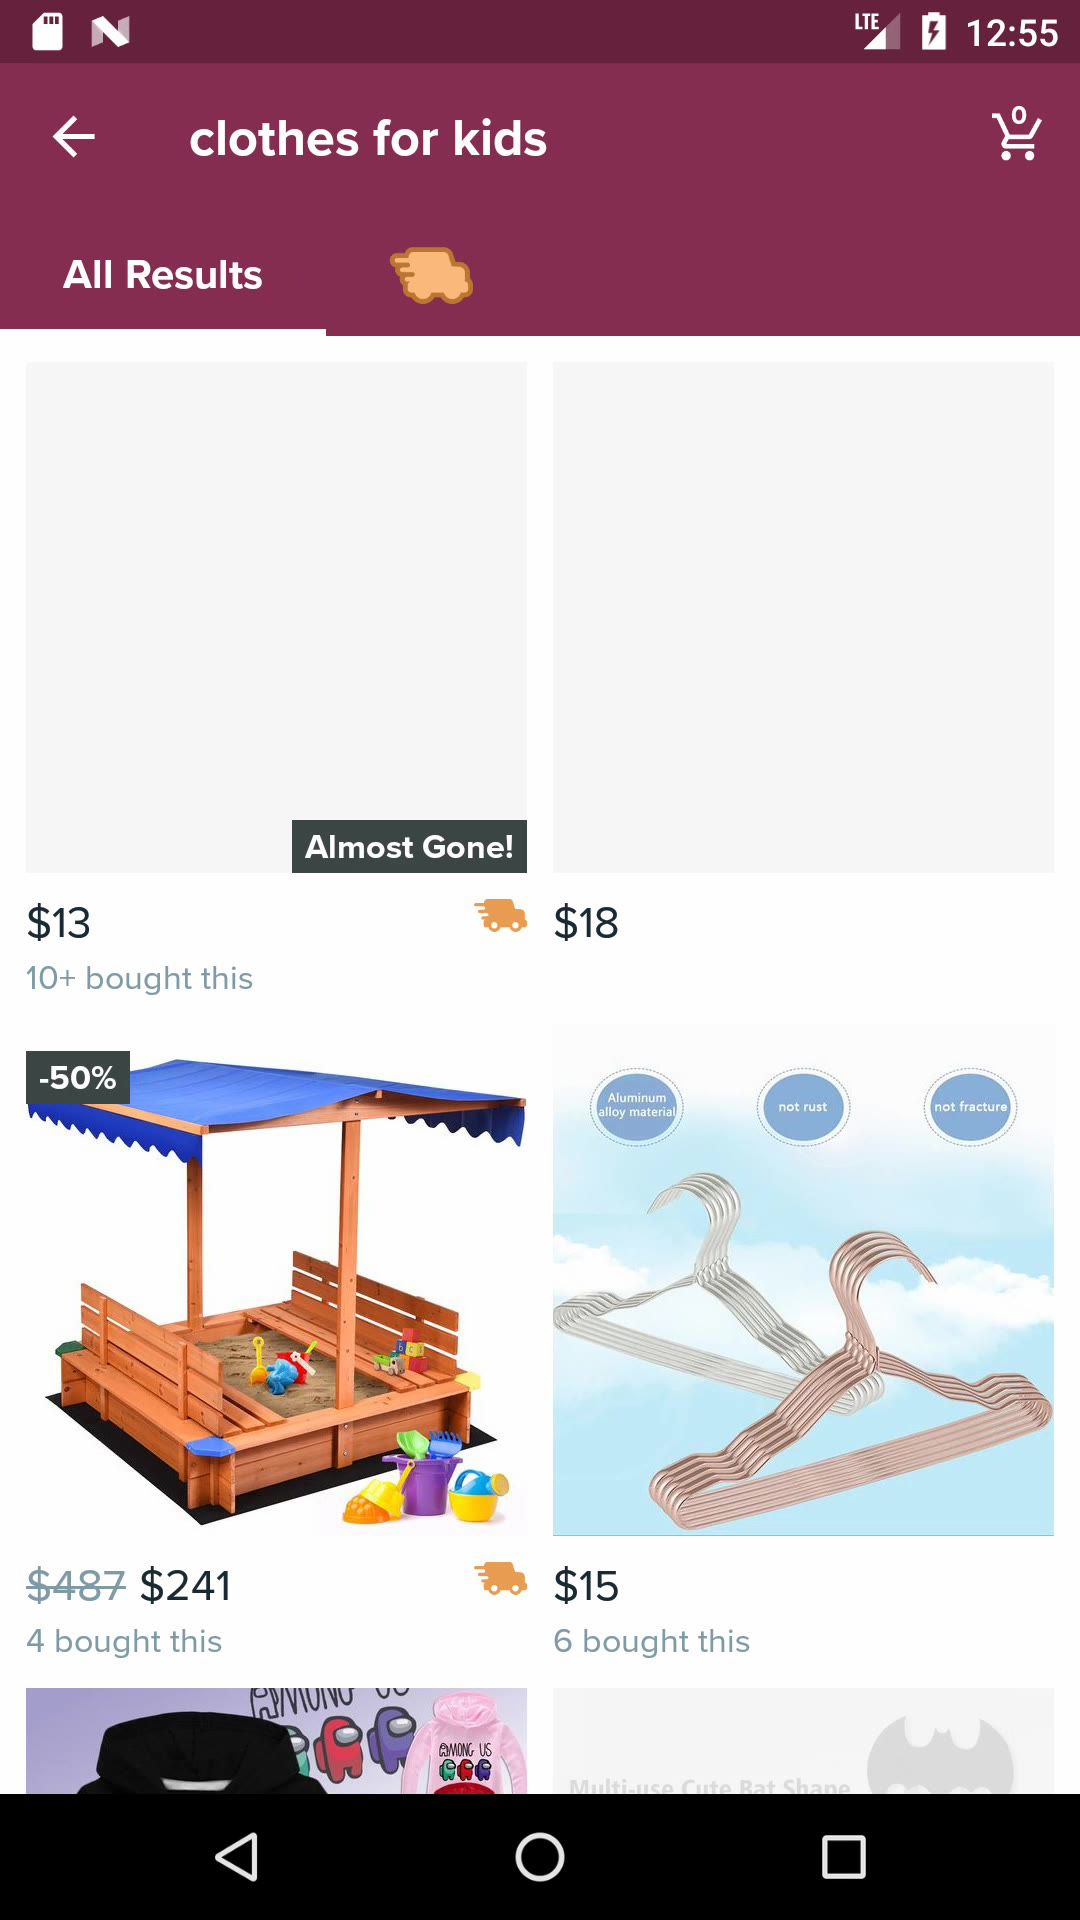 LTE 12:55
clothes for kids
0
All Results
Almost Gone!
$13
$18
10+ bought this
-50%
Aluminum
alloy material
not rust
not fracture
$487 $241
$15
4 bought this
6 bought this
AMONG US
AMONG US
Multi-use Cute Bat Shape